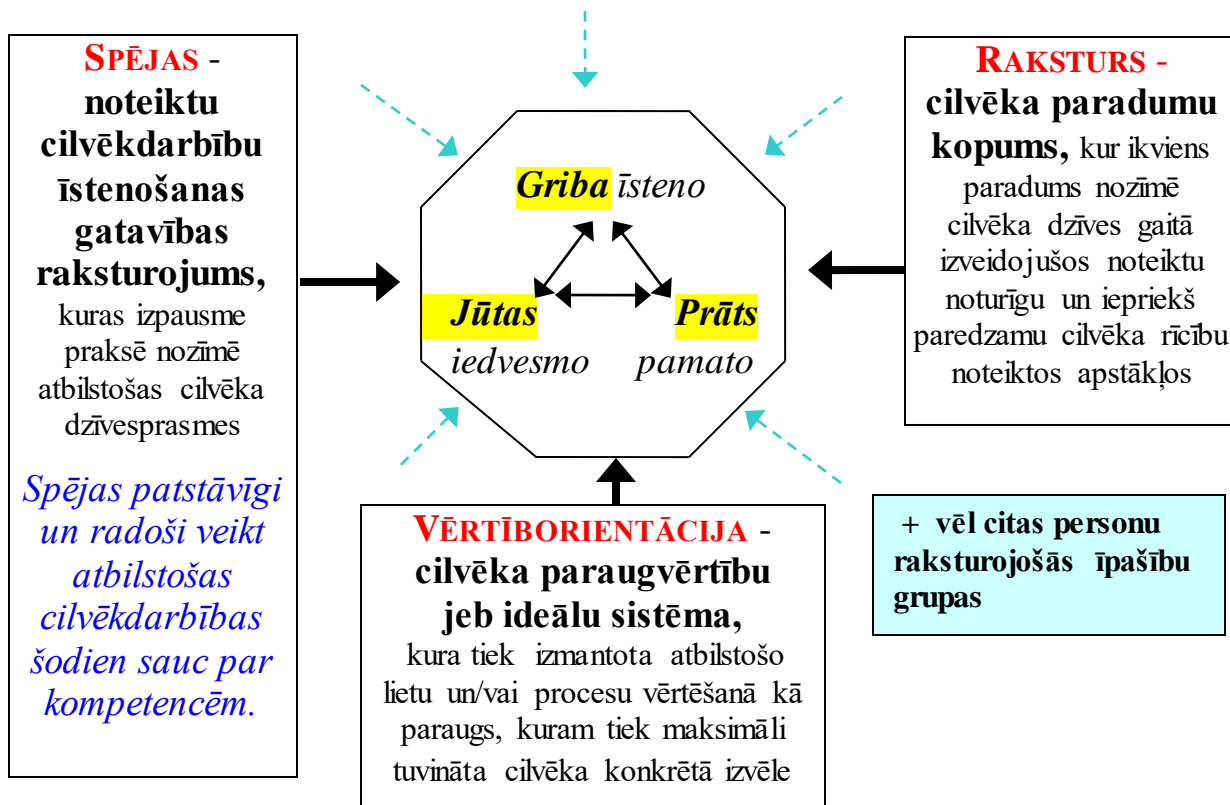 SPĒJAS -
noteiktu
cilvēkdarbību
īstenošanas
gatavības
raksturojums,
kuras izpausme
praksē nozīmē
atbilstošas cilvēka
dzīvesprasmes
Spējas patstāvīgi
un radoši veikt
atbilstošas
cilvēkdarbības
šodien sauc par
kompetencēm.
Griba īsteno
Jūtas Prāts
iedvesmo pamato
RAKSTURS -
cilvēka paradumu
kopums, kur ikviens
paradums nozīmē
cilvēka dzīves gaitā
izveidojušos noteiktu
noturīgu un iepriekš
paredzamu cilvēka rīcību
noteiktos apstākļos
VĒRTĪBORIENTĀCIJA -
cilvēka paraugvērtību
jeb ideālu sistēma,
kura tiek izmantota atbilstošo
lietu un/vai procesu vērtēšanā kā
paraugs, kuram tiek maksimāli
tuvināta cilvēka konkrētā izvēle
+ vēl citas personu
raksturojošās īpašību
grupas